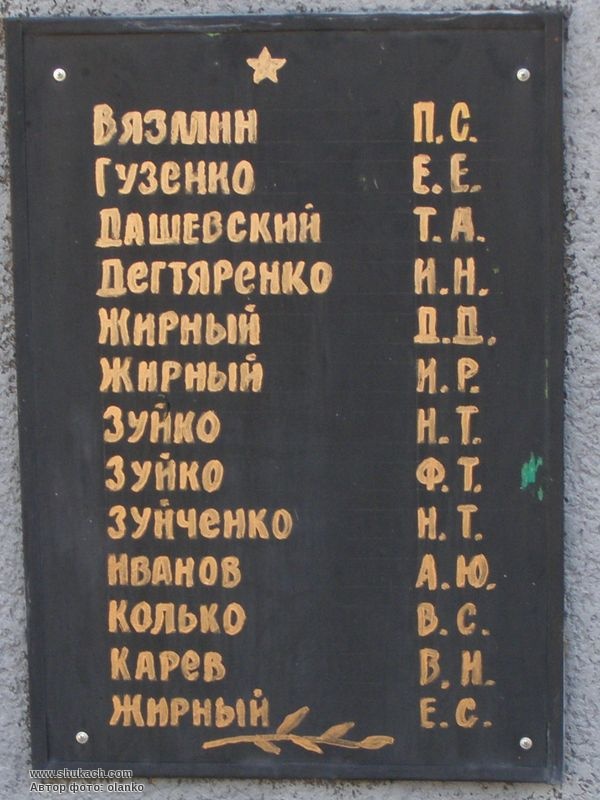 Вязмин П.С.
Гузенко Е.Е.
Дашевский Т.А.
Дегтяренко И.Н.
Жирный Д.Д.
Жирный И.Р.
Зуйко Н.Т.
Зуйко Ф.Т.
Зуйченко Н.Т.
Иванов А.Ю.
Колько В.С.
Карев В.И.
Жирный Е.С.
www.shukach.com
Автор фото: olanko